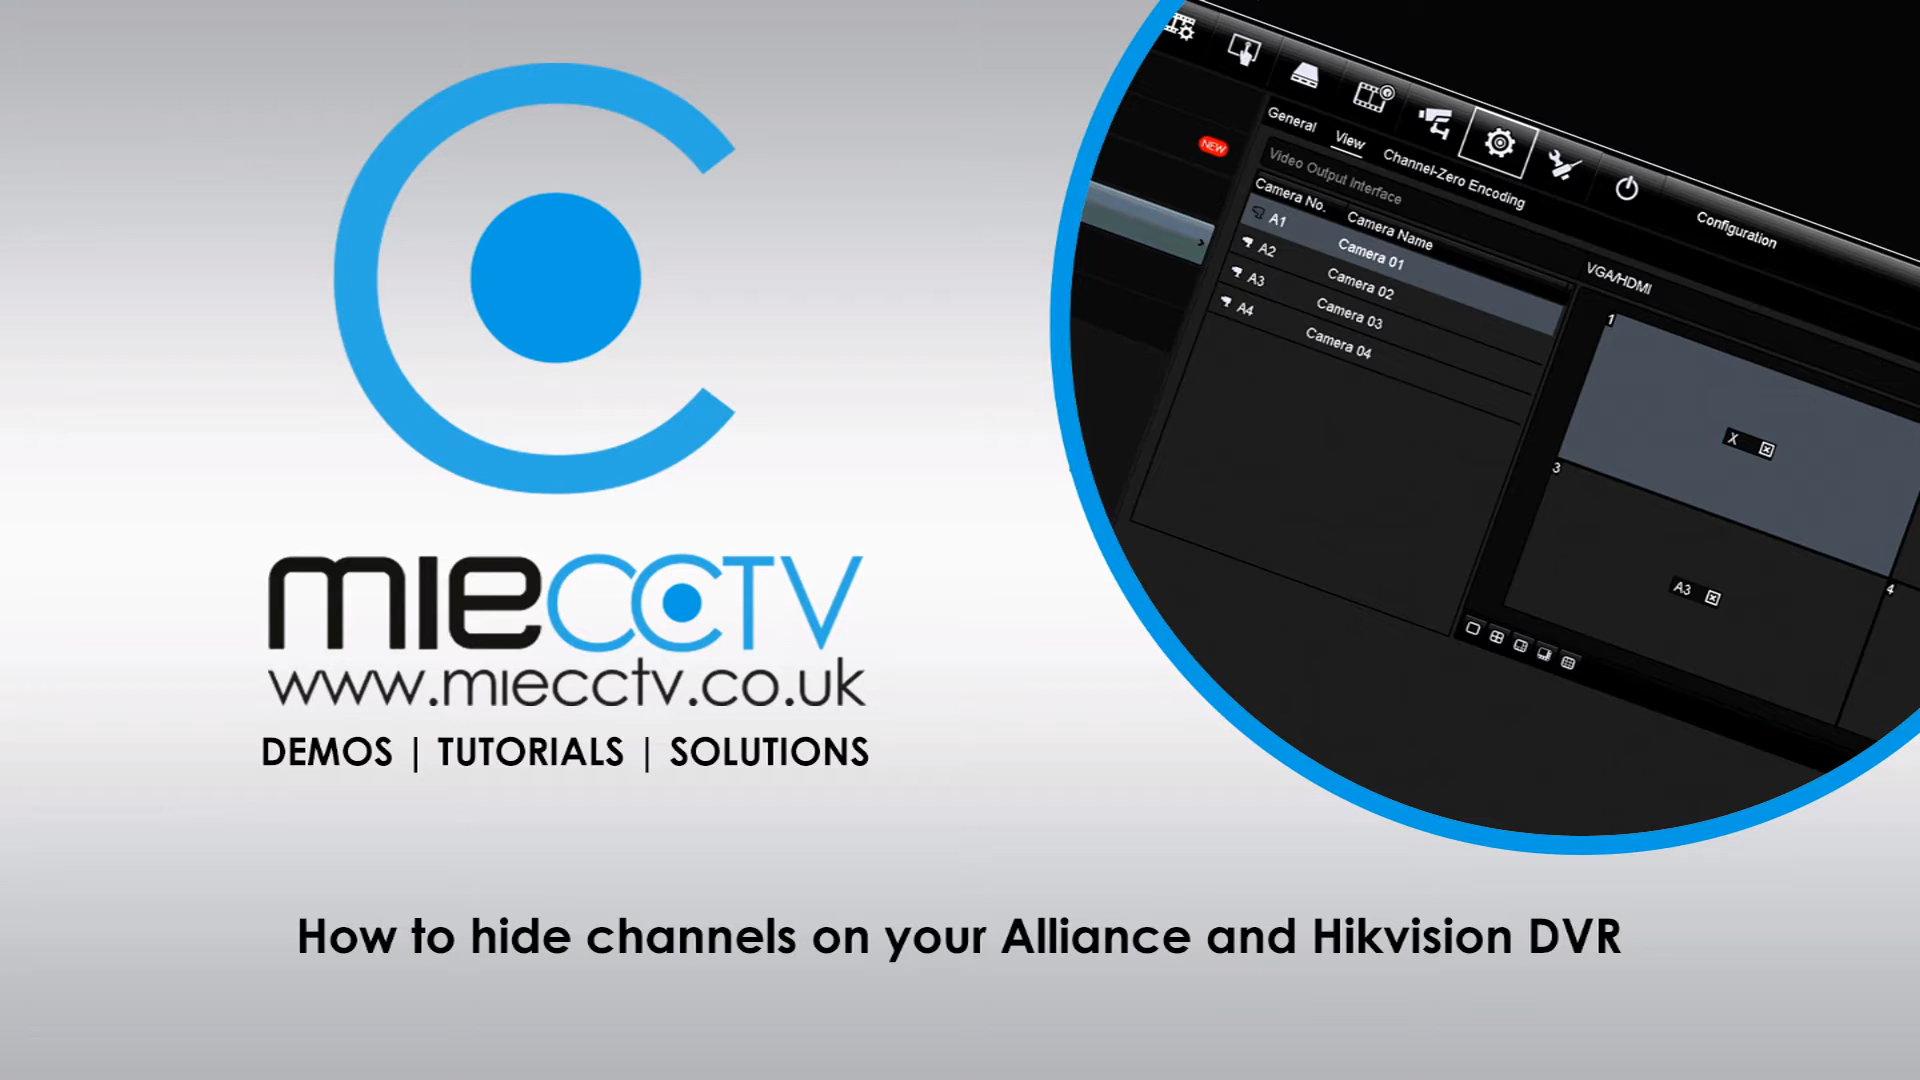 mieCCTV
www.miecctv.co.uk
DEMOS | TUTORIALS | SOLUTIONS
NEW
General View Channel-Zero Encoding
Configuration
Video Output Interface
VGA/HDMI
Camera No. Camera Name
A1 Camera 01
A2 Camera 02
A3 Camera 03
A4 Camera 04
1
X
3
4
A3
How to hide channels on your Alliance and Hikvision DVR